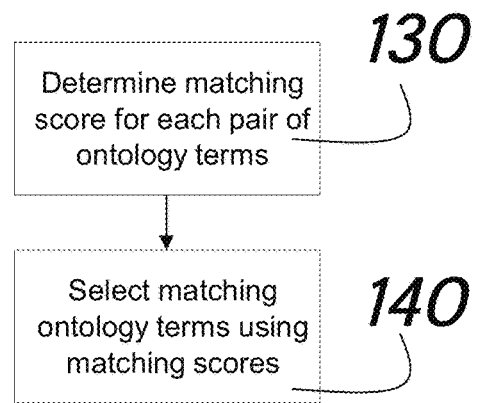 130
Determine matching
score for each pair of
ontology terms
140
Select matching
ontology terms using
matching scores